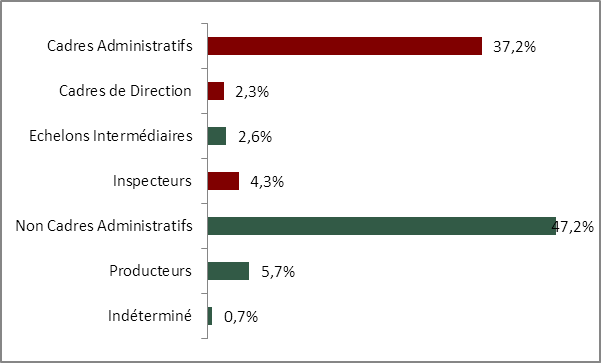 Cadres Administratifs 37,2%
Cadres de Direction 2,3%
Echelons Intermédiaires 2,6%
Inspecteurs 4,3%
Non Cadres Administratifs 47,2%
Producteurs 5,7%
Indéterminé 0,7%